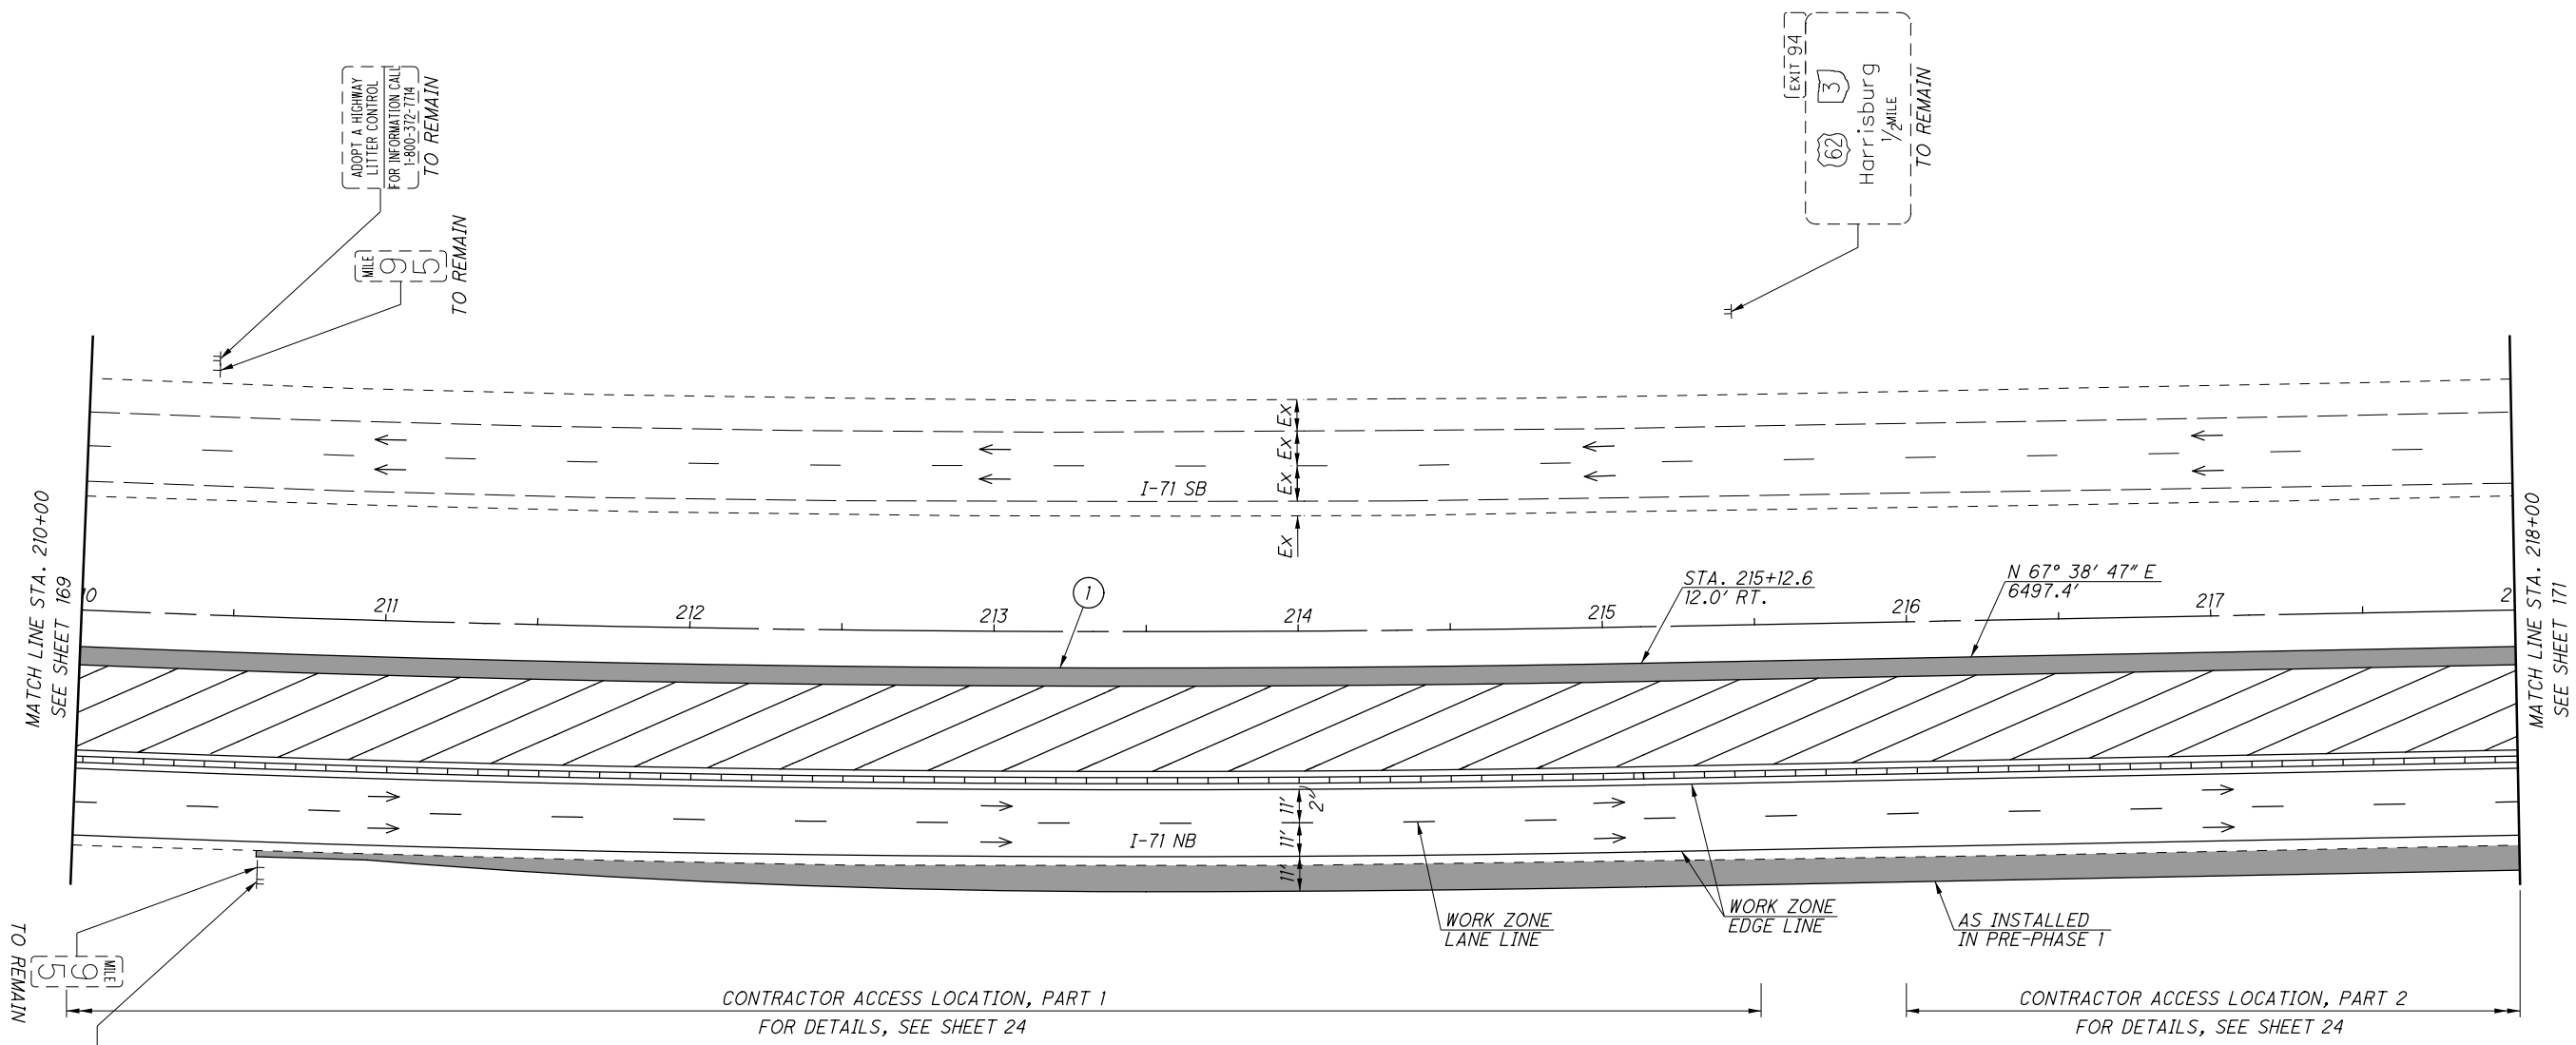 ADOPT A HIGHWAY
LITTER CONTROL
FOR INFORMATION CALL
1-800-372-7714
TO REMAIN
MILE
9
5
TO REMAIN
EXIT 94
62 3
Harrisburg
1/2 MILE
TO REMAIN
MATCH LINE STA. 210+00
SEE SHEET 169
I-71 SB
EX
EX
EX
EX
10
211
212
213
214
215
216
217
2
1
STA. 215+12.6
12.0' RT.
N 67° 38' 47" E
6497.4'
MATCH LINE STA. 218+00
SEE SHEET 171
I-71 NB
11'
2'
11'
11'
WORK ZONE
LANE LINE
WORK ZONE
EDGE LINE
AS INSTALLED
IN PRE-PHASE 1
MILE
9
5
TO REMAIN
CONTRACTOR ACCESS LOCATION, PART 1
FOR DETAILS, SEE SHEET 24
CONTRACTOR ACCESS LOCATION, PART 2
FOR DETAILS, SEE SHEET 24